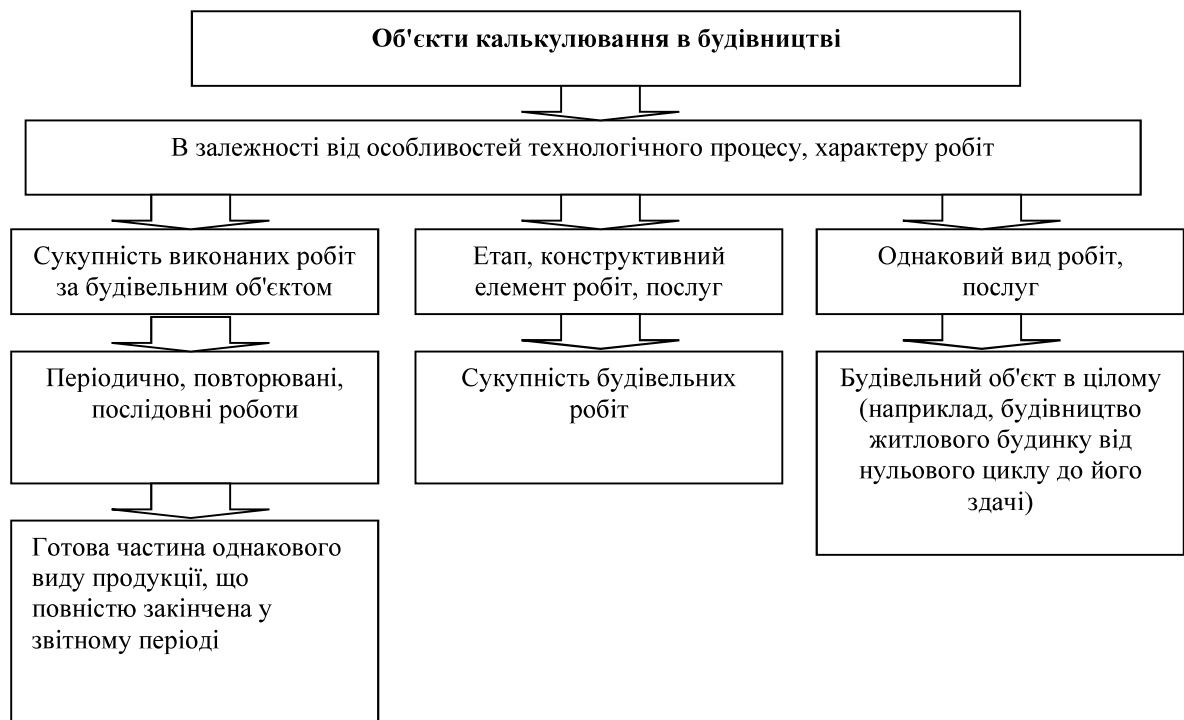 Об'єкти калькулювання в будівництві
В залежності від особливостей технологічного процесу, характеру робіт
Сукупність виконаних робіт
за будівельним об'єктом
Етап, конструктивний
елемент робіт, послуг
Однаковий вид робіт,
послуг
Періодично, повторювані,
послідовні роботи
Сукупність будівельних
робіт
Будівельний об'єкт в цілому
(наприклад, будівництво
житлового будинку від
нульового циклу до його
здачі)
Готова частина однакового
виду продукції, що
повністю закінчена у
звітному періоді